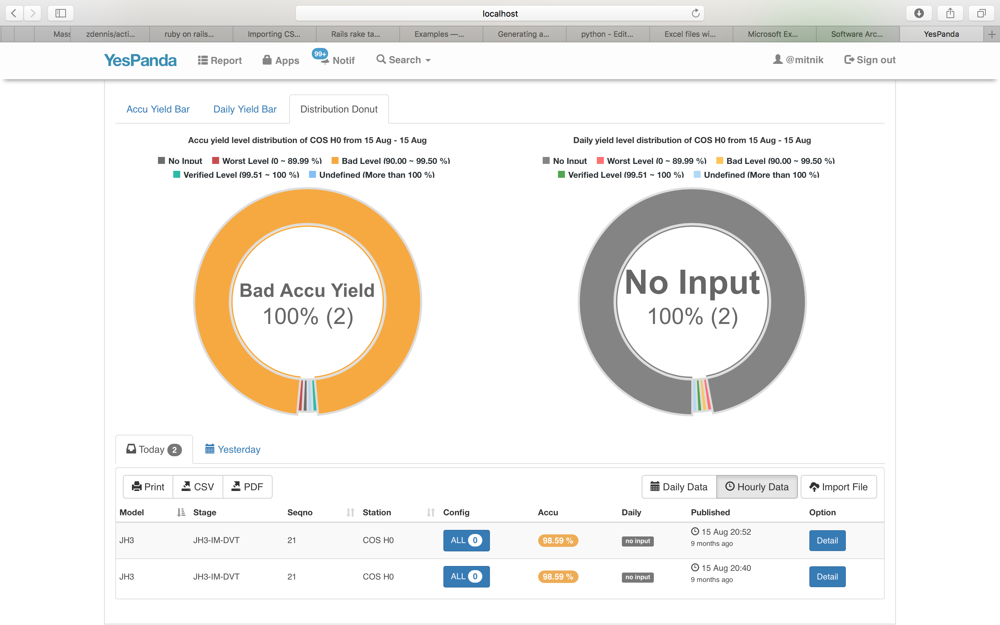 localhost
Mass zdennis/acti... ruby on rails... Importing CS... Rails rake ta... Examples —... Generating a... python - Edit... Excel files wi... Microsoft Ex... Software Arc... YesPanda
YesPanda Report Apps 99+ Notif Search @mitnik Sign out
Accu Yield Bar Daily Yield Bar Distribution Donut
Accu yield level distribution of COS H0 from 15 Aug - 15 Aug
No Input Worst Level (0 ~ 89.99 %) Bad Level (90.00 ~ 99.50 %)
Verified Level (99.51 ~ 100 %) Undefined (More than 100 %)
Bad Accu Yield
100% (2)
Daily yield level distribution of COS H0 from 15 Aug - 15 Aug
No Input Worst Level (0 ~ 89.99 %) Bad Level (90.00 ~ 99.50 %)
Verified Level (99.51 ~ 100 %) Undefined (More than 100 %)
No Input
100% (2)
Today 2 Yesterday
Print CSV PDF Daily Data Hourly Data Import File
Model Stage Seqno Station Config Accu Daily Published Option
JH3 JH3-IM-DVT 21 COS H0 ALL 0 98.59 % no input 15 Aug 20:52 Detail
9 months ago
JH3 JH3-IM-DVT 21 COS H0 ALL 0 98.59 % no input 15 Aug 20:40 Detail
9 months ago